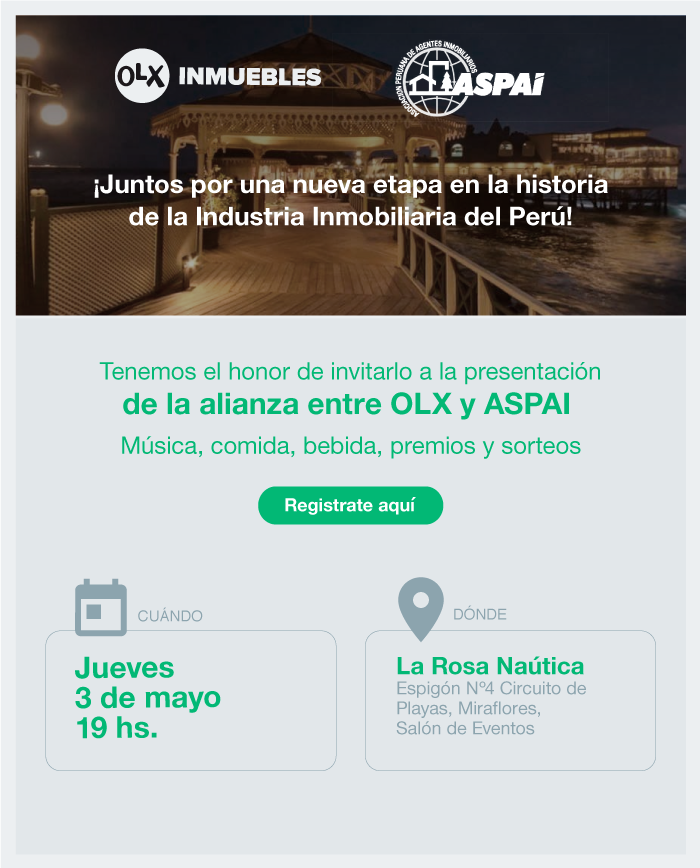 OLX INMUEBLES
ASOCIACIÓN PERUANA DE AGENTES INMOBILIARIOS
ASPAi
¡Juntos por una nueva etapa en la historia
de la Industria Inmobiliaria del Perú!
Tenemos el honor de invitarlo a la presentación
de la alianza entre OLX y ASPAI
Música, comida, bebida, premios y sorteos
Registrate aquí
CUÁNDO
Jueves
3 de mayo
19 hs.
DÓNDE
La Rosa Naútica
Espigón Nº4 Circuito de
Playas, Miraflores,
Salón de Eventos